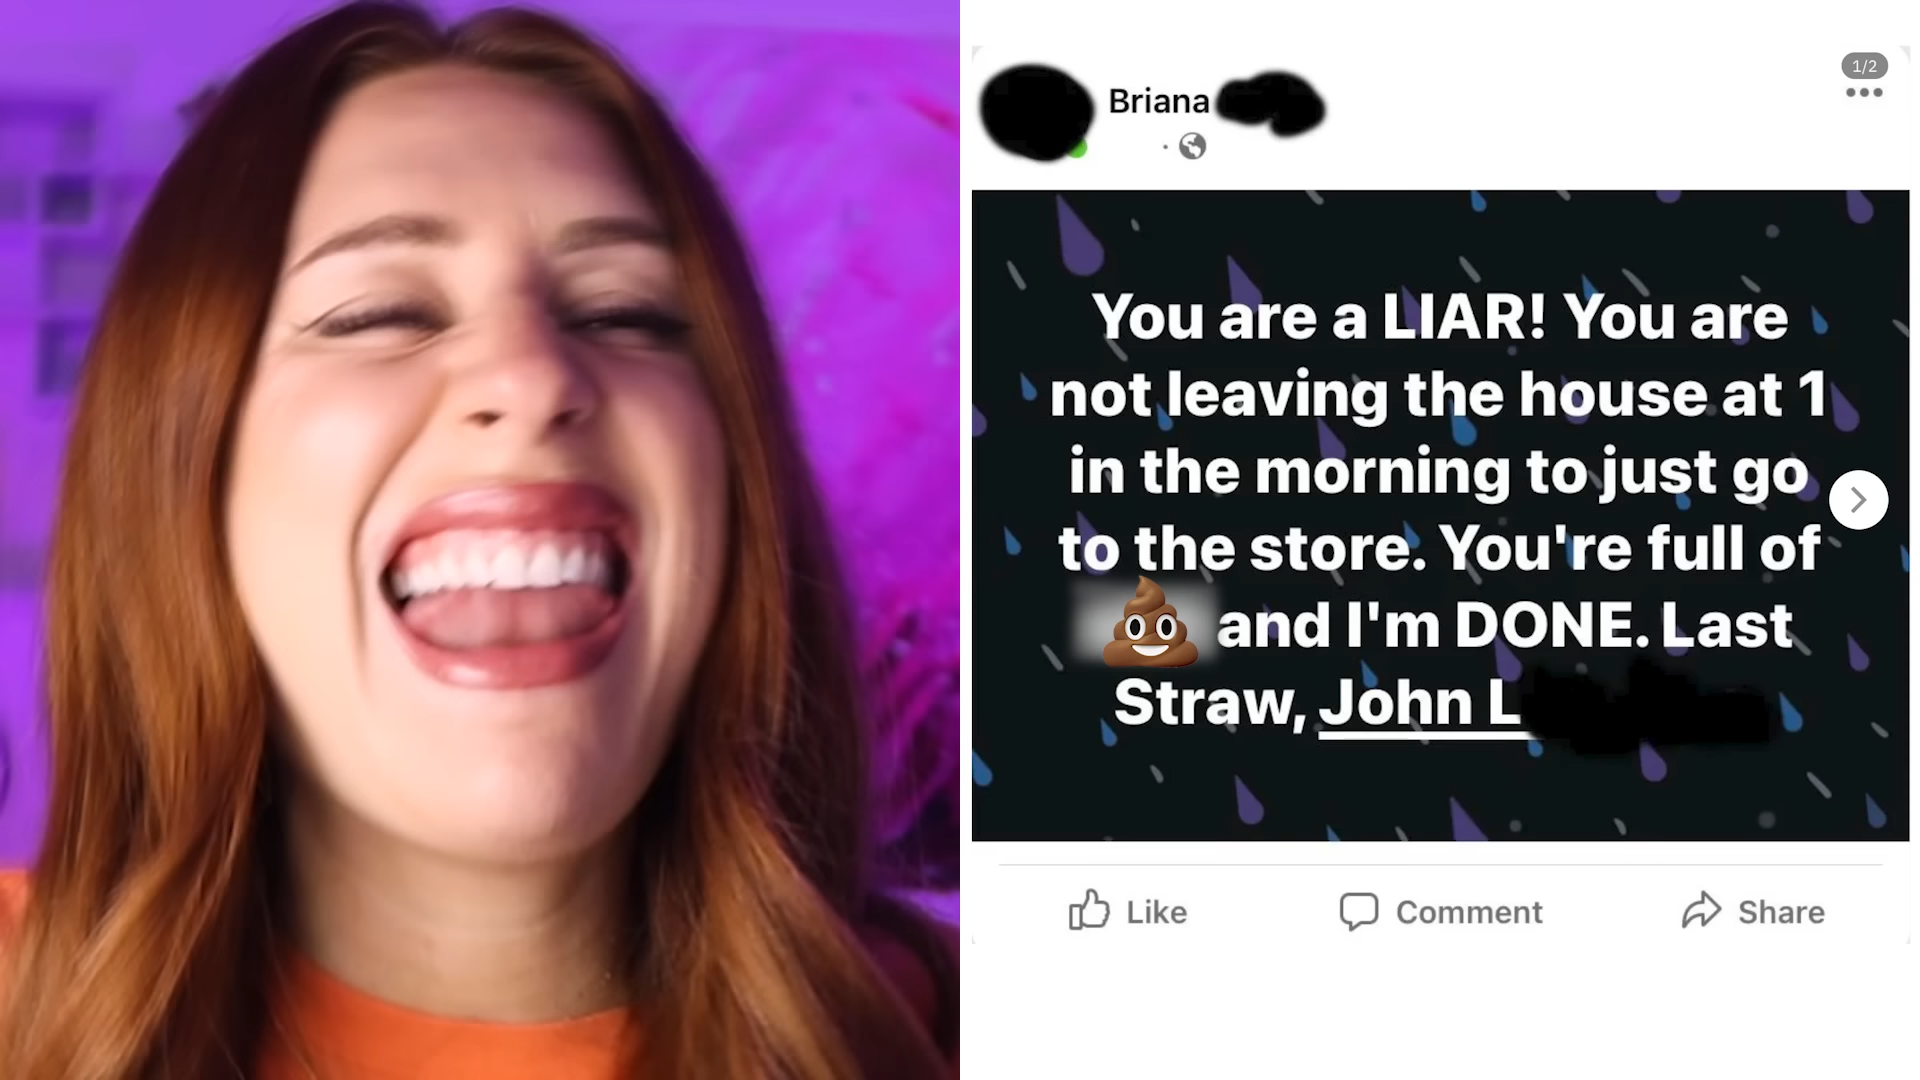 Briana
1/2
You are a LIAR! You are
not leaving the house at 1
in the morning to just go
to the store. You're full of
and I'm DONE. Last
Straw, John L
Like
Comment
Share